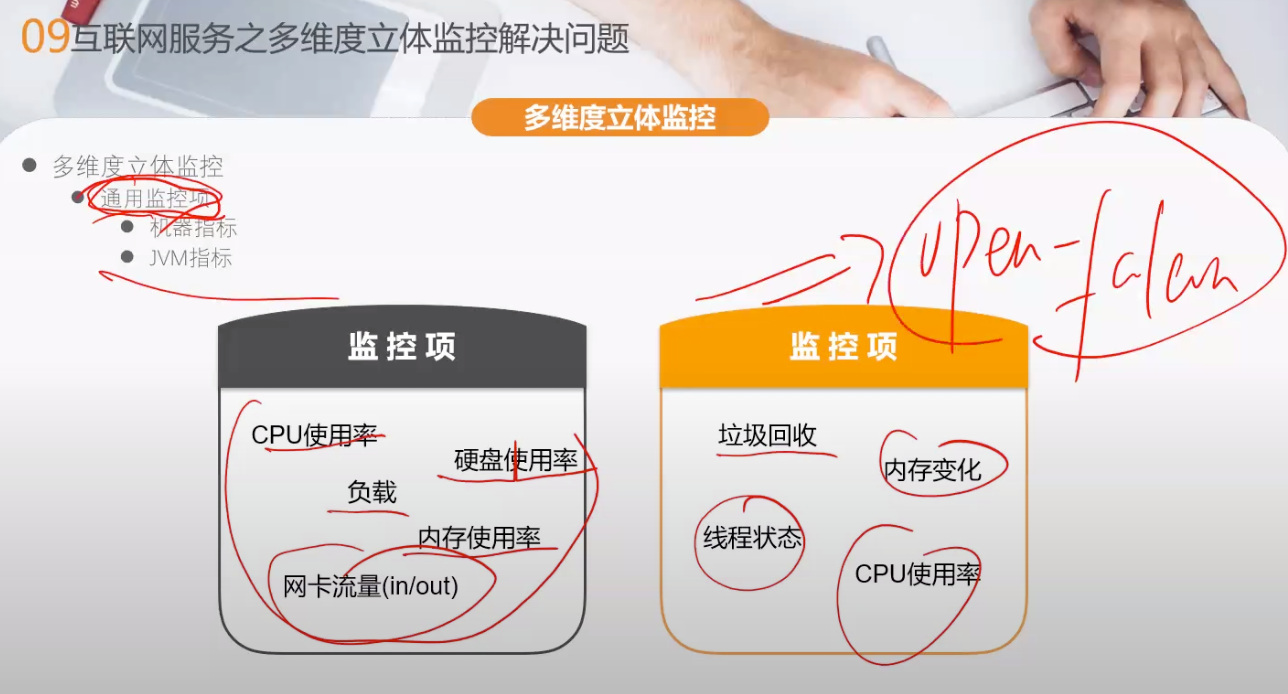 09互联网服务之多维度立体监控解决问题
多维度立体监控
多维度立体监控
通用监控项
机器指标
JVM指标
open-falcon
监控项
CPU使用率
硬盘使用率
负载
内存使用率
网卡流量(in/out)
监控项
垃圾回收
内存变化
线程状态
CPU使用率